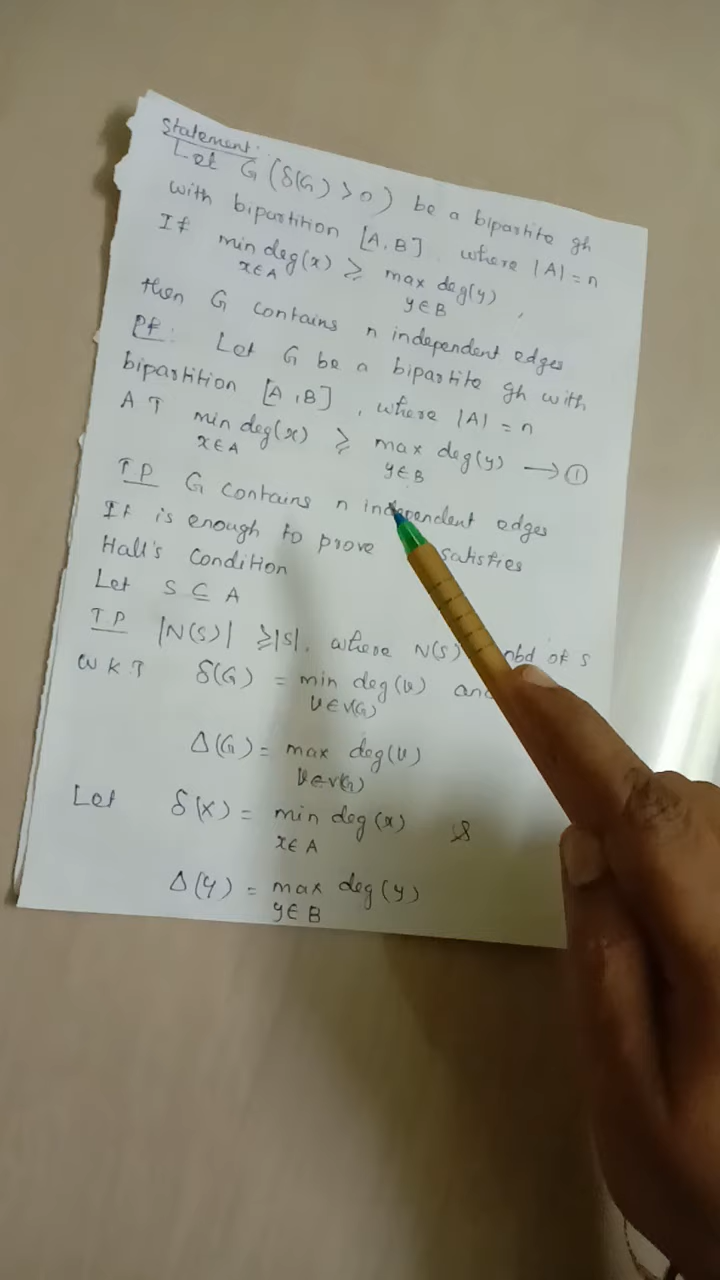 Statement:
Let G (δ(G) > 0) be a bipartite gh
with bipartition [A, B] where |A| = n
If min deg(x) ≥ max deg(y),
x∈A y∈B
then G contains n independent edges
Pf: Let G be a bipartite gh with
bipartition [A, B], where |A| = n
A T min deg(x) ≥ max deg(y) → ①
x∈A y∈B
TP G contains n independent edges
It is enough to prove satisfies
Hall's Condition
Let S ⊆ A
TP |N(S)| ≥ |S|, where N(S) nbd of S
W K T δ(G) = min deg(v) and
v∈V(G)
Δ(G) = max deg(v)
v∈V(G)
Let δ(X) = min deg(x) &
x∈A
Δ(Y) = max deg(y)
y∈B